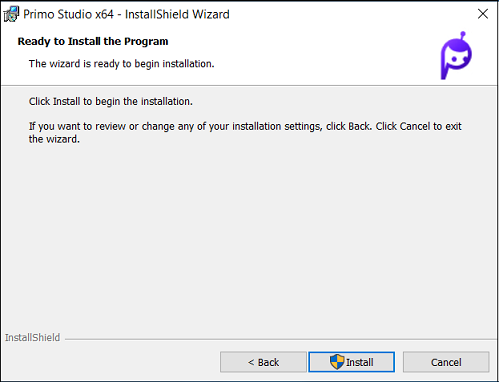 Primo Studio x64 - InstallShield Wizard
Ready to Install the Program
The wizard is ready to begin installation.
Click Install to begin the installation.
If you want to review or change any of your installation settings, click Back. Click Cancel to exit
the wizard.
InstallShield
< Back
Install
Cancel